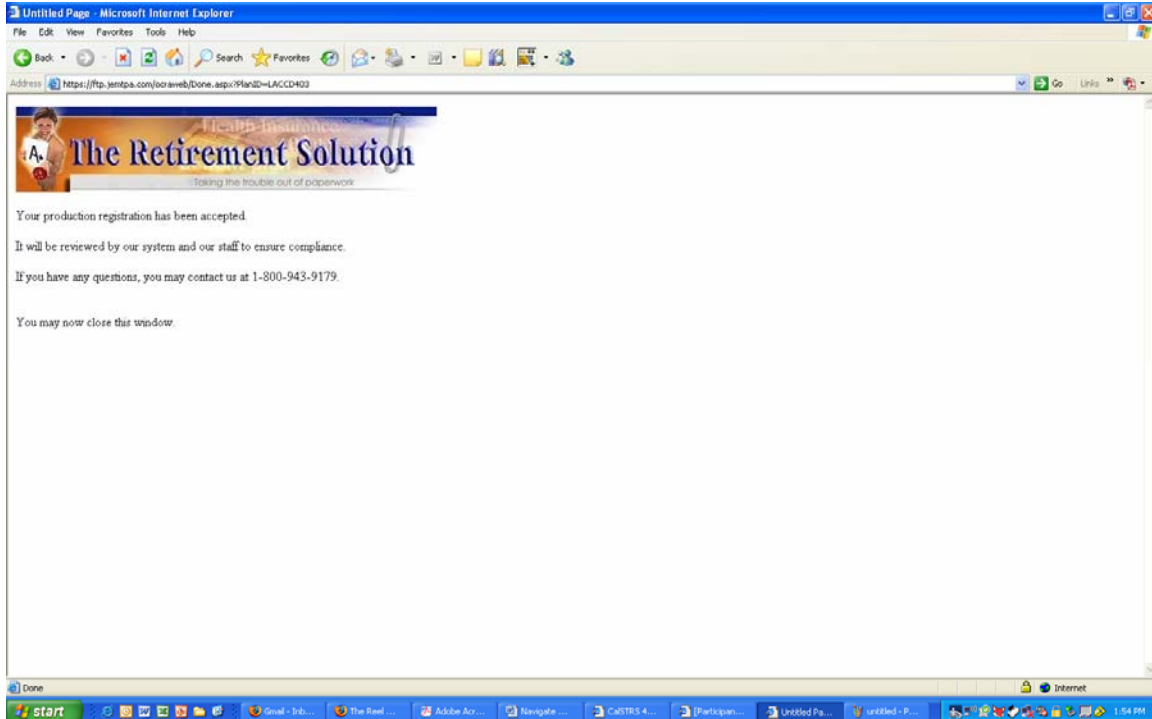 Untitled Page - Microsoft Internet Explorer
File Edit View Favorites Tools Help
Back Search Favorites
Address https://ftp.jemtpa.com/ocraweb/Done.aspx?PlanID=LACCD403 Go Links »
Health Insurance
A+
The Retirement Solution
Taking the trouble out of paperwork
Your production registration has been accepted.
It will be reviewed by our system and our staff to ensure compliance.
If you have any questions, you may contact us at 1-800-943-9179.
You may now close this window.
Done Internet
start Gmail - Inb... The Reel ... Adobe Acr... Navigate ... CalSTRS 4... [Participan... Untitled Pa... untitled - P... 1:54 PM